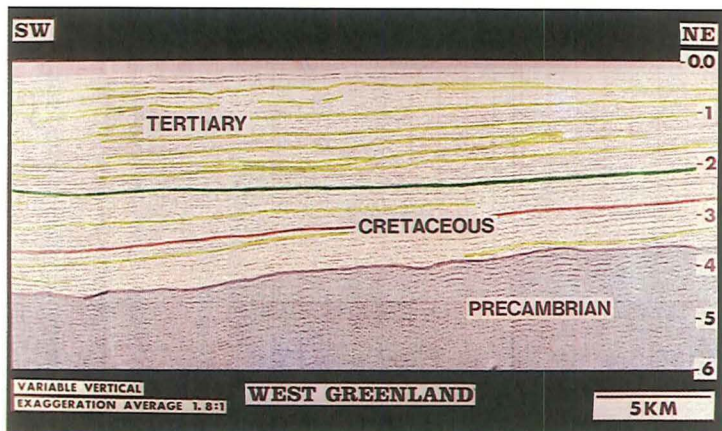 SW
NE
0.0
TERTIARY
-1
-2
CRETACEOUS
-3
-4
PRECAMBRIAN
-5
-6
VARIABLE VERTICAL
EXAGGERATION AVERAGE 1.8:1
WEST GREENLAND
5KM